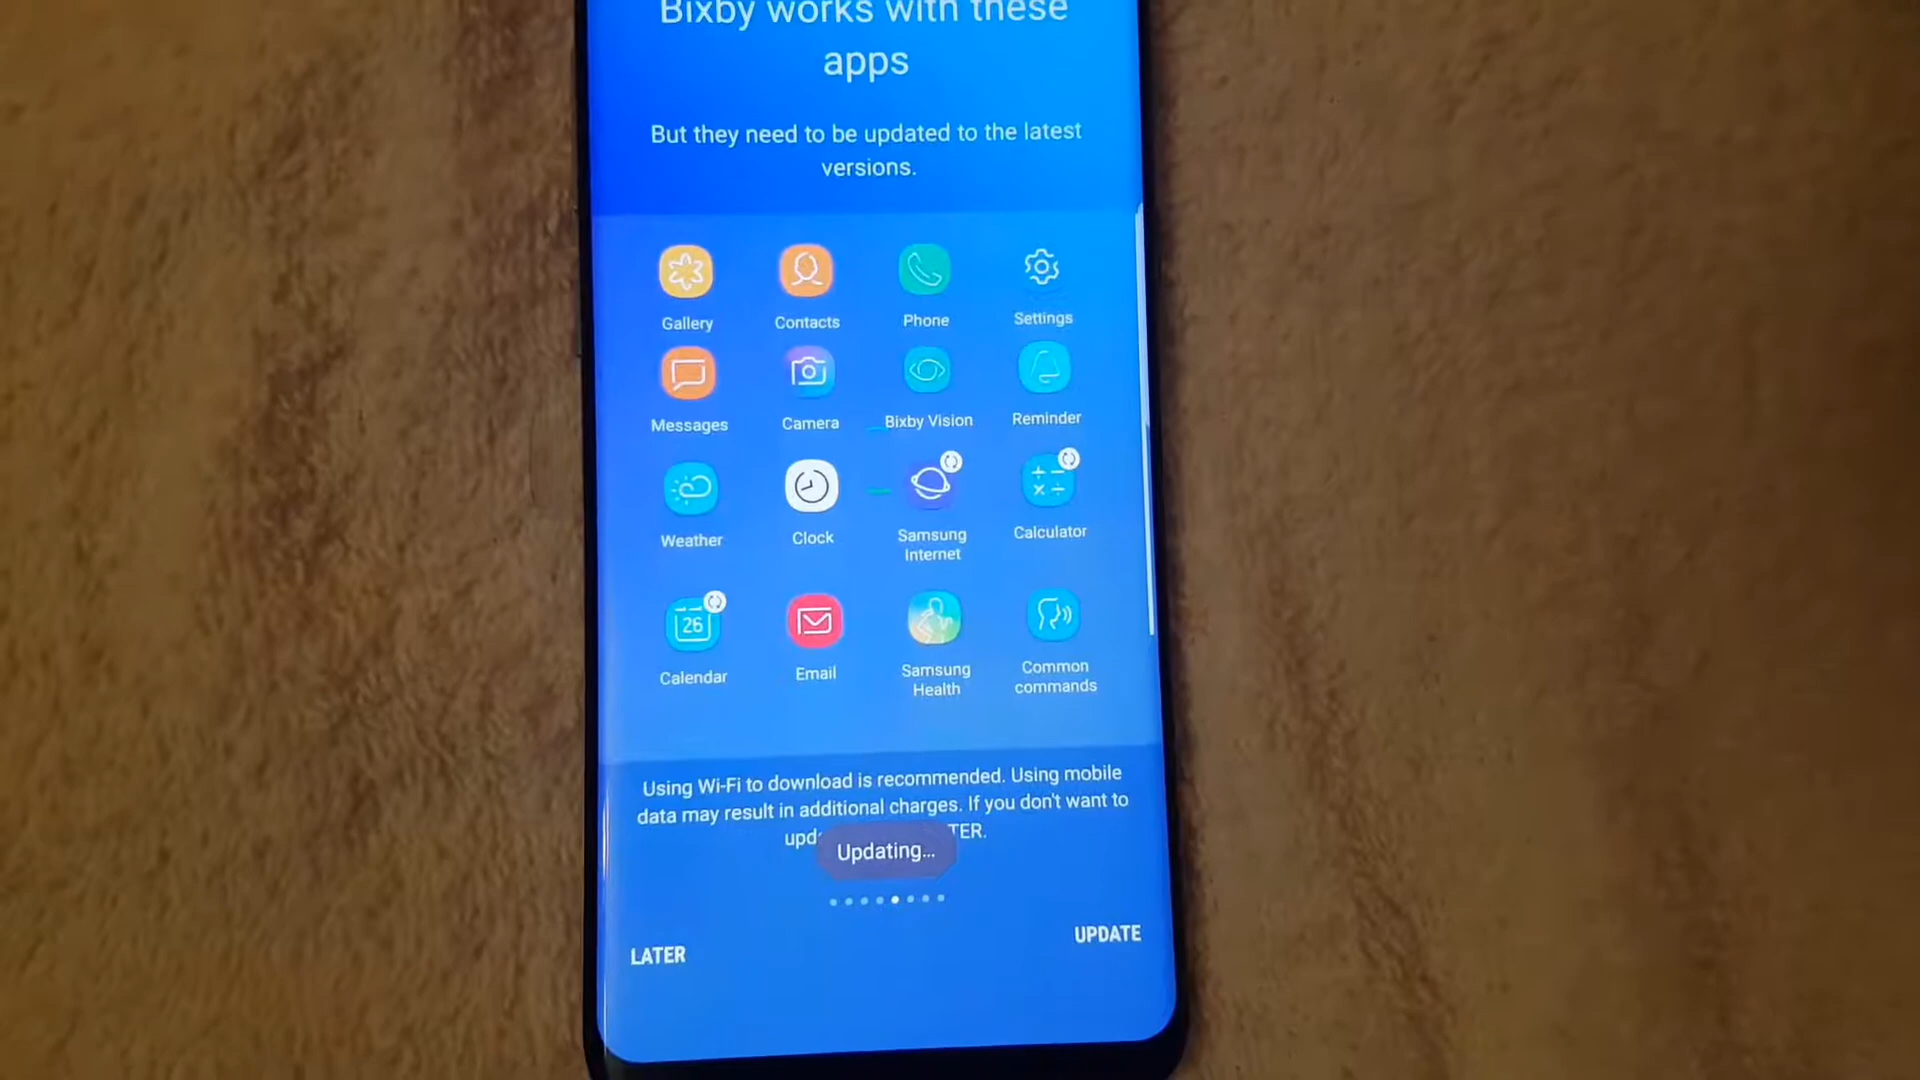 Bixby works with these
apps
But they need to be updated to the latest
versions.
Gallery
Contacts
Phone
Settings
Messages
Camera
Bixby Vision
Reminder
Weather
Clock
Samsung
Internet
Calculator
26
Calendar
Email
Samsung
Health
Common
commands
Using Wi-Fi to download is recommended. Using mobile
data may result in additional charges. If you don't want to
Updating...
LATER
UPDATE